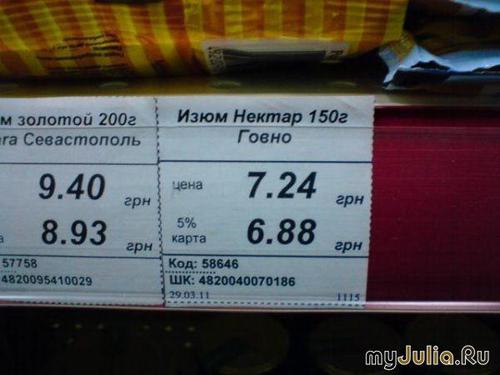 м золотой 200г
ara Севастополь
9.40 грн
а 8.93 грн
57758
4820095410029
Изюм Нектар 150г
Говно
цена 7.24 грн
5%
карта 6.88 грн
Код: 58646
ШК: 4820040070186
29.03.11 1115
myJulia.Ru